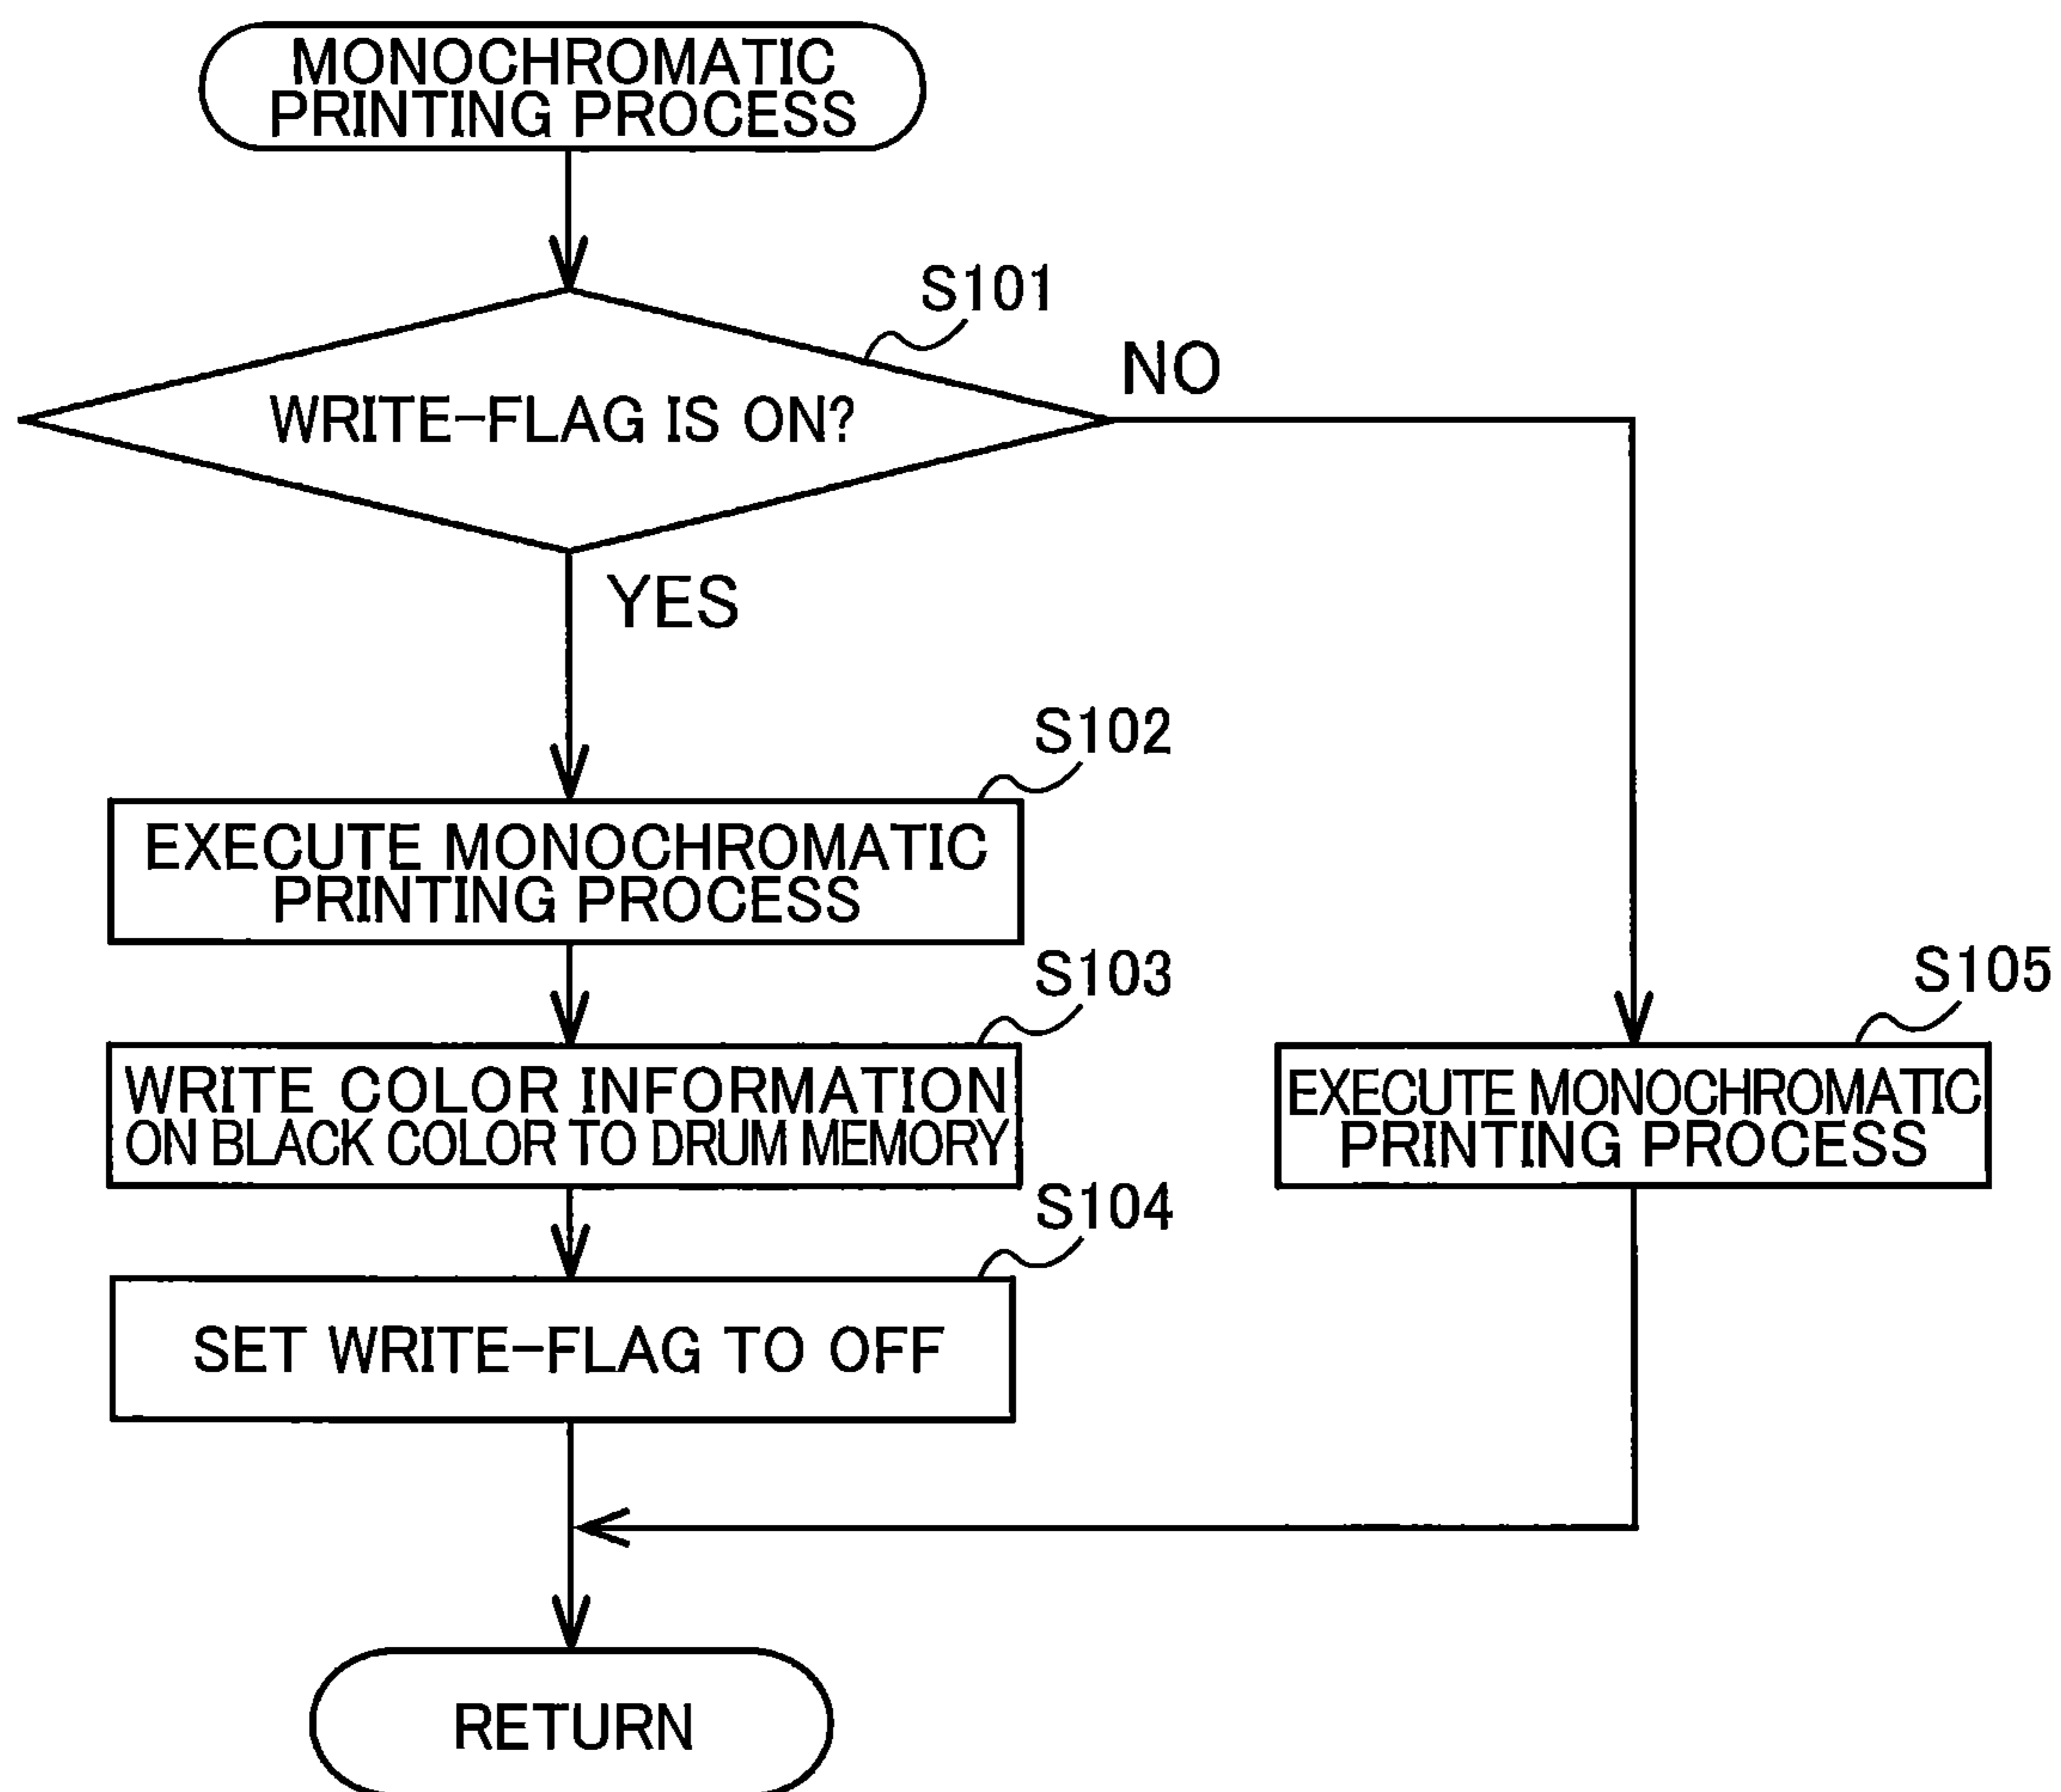 MONOCHROMATIC
PRINTING PROCESS
S101
WRITE-FLAG IS ON?
NO
YES
S102
EXECUTE MONOCHROMATIC
PRINTING PROCESS
S103
WRITE COLOR INFORMATION
ON BLACK COLOR TO DRUM MEMORY
S105
EXECUTE MONOCHROMATIC
PRINTING PROCESS
S104
SET WRITE-FLAG TO OFF
RETURN